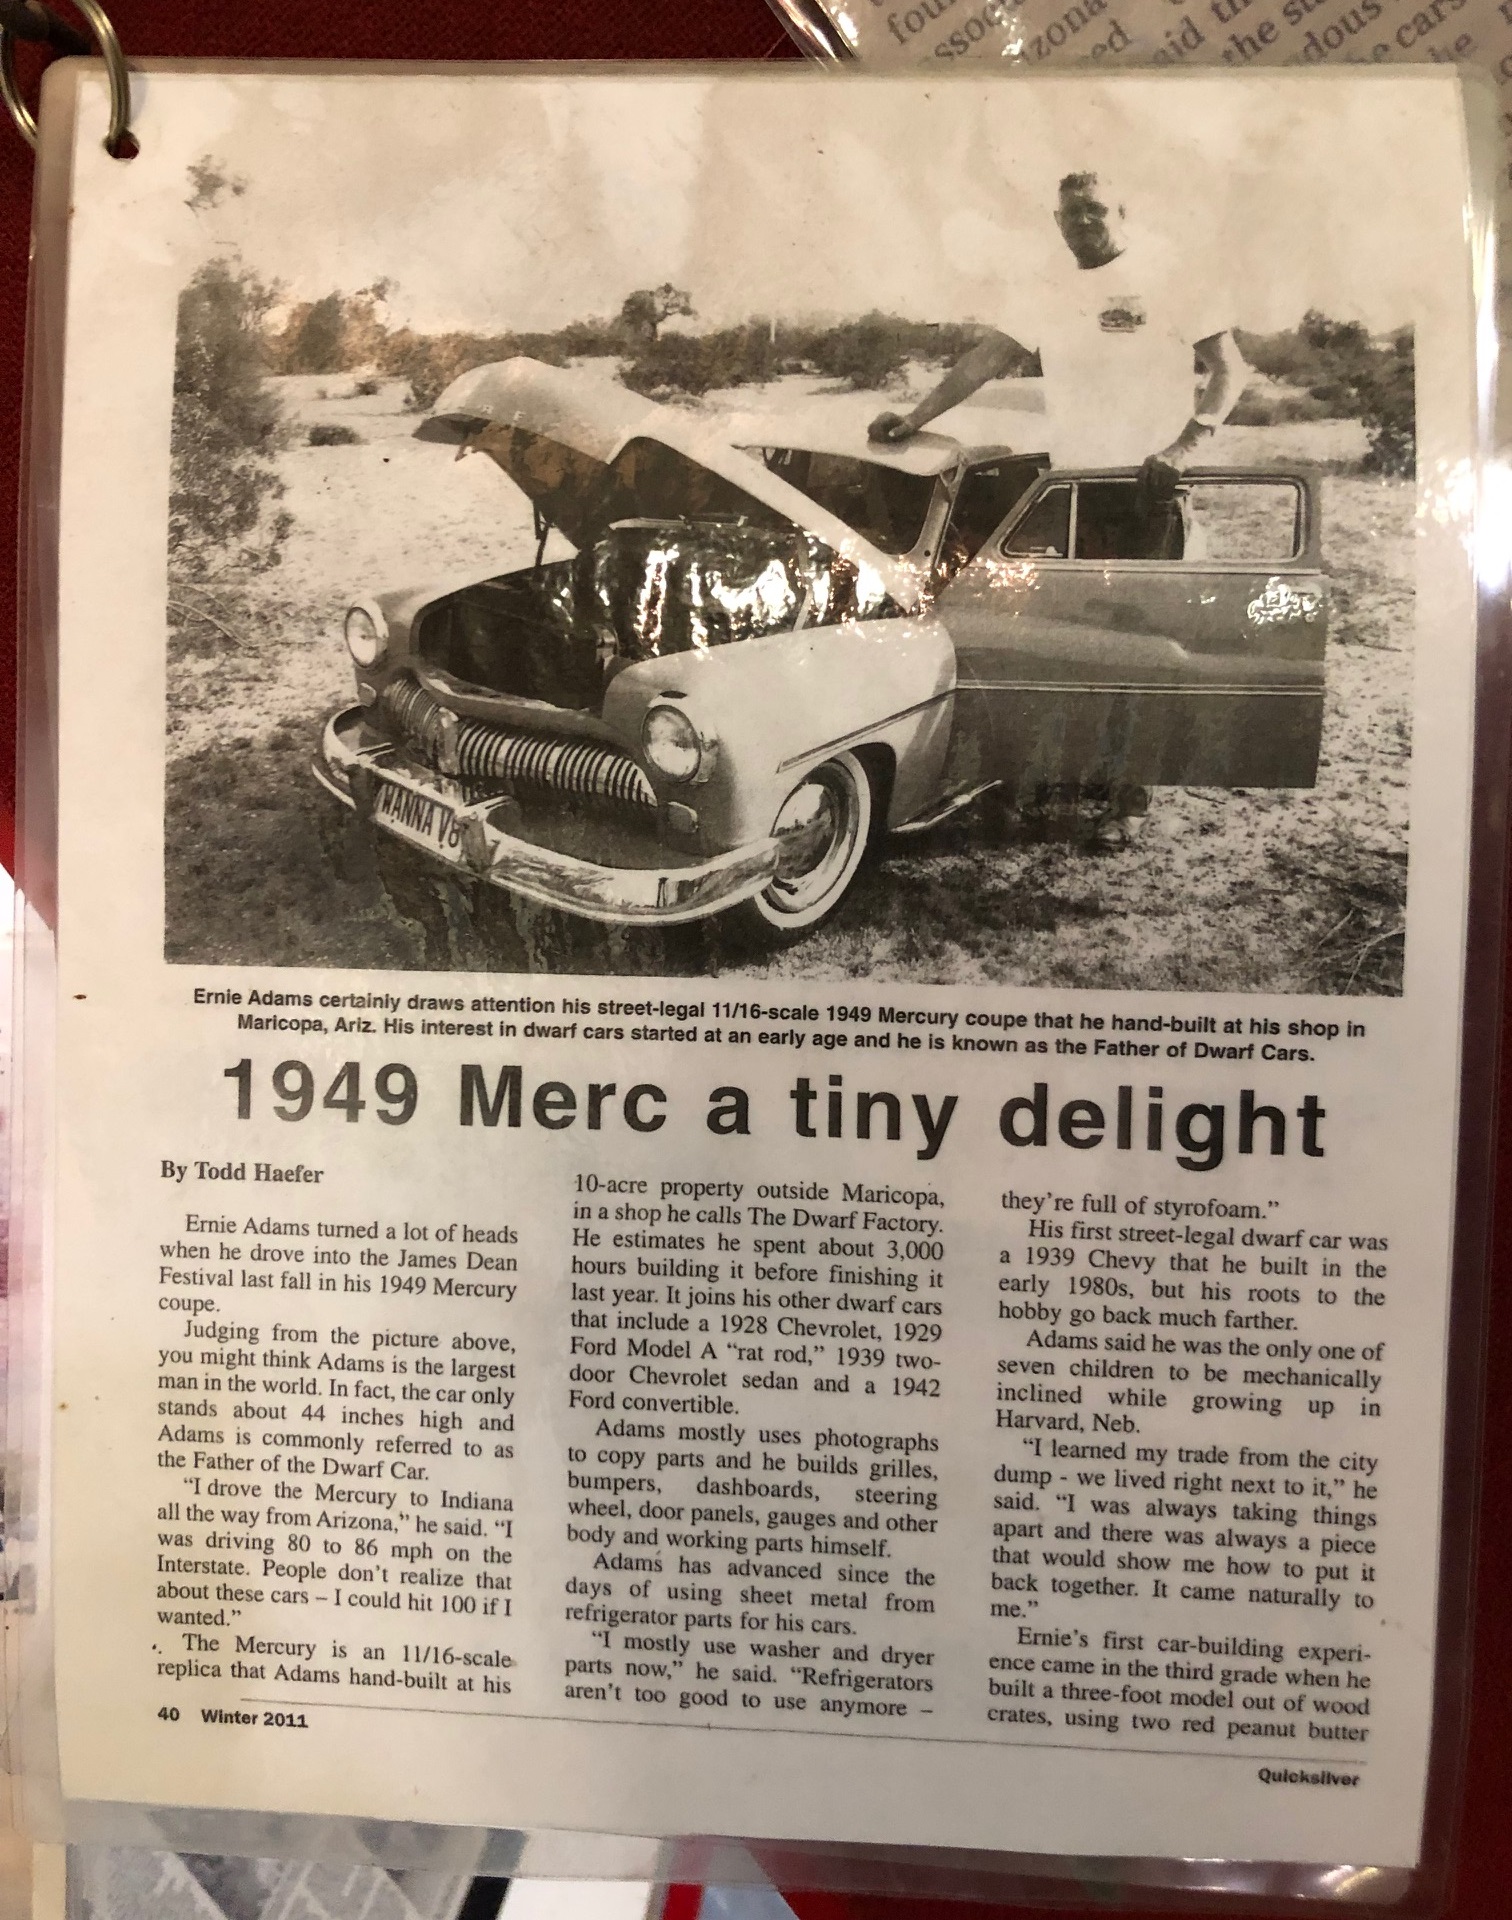 found
associ
Arizona
ed
said th
the sta
ndous
he cars
the
WANNA V8
Ernie Adams certainly draws attention his street-legal 11/16-scale 1949 Mercury coupe that he hand-built at his shop in
Maricopa, Ariz. His interest in dwarf cars started at an early age and he is known as the Father of Dwarf Cars.
1949 Merc a tiny delight
By Todd Haefer
Ernie Adams turned a lot of heads
when he drove into the James Dean
Festival last fall in his 1949 Mercury
coupe.
Judging from the picture above,
you might think Adams is the largest
man in the world. In fact, the car only
stands about 44 inches high and
Adams is commonly referred to as
the Father of the Dwarf Car.
“I drove the Mercury to Indiana
all the way from Arizona,” he said. “I
was driving 80 to 86 mph on the
Interstate. People don’t realize that
about these cars – I could hit 100 if I
wanted.”
The Mercury is an 11/16-scale
replica that Adams hand-built at his
10-acre property outside Maricopa,
in a shop he calls The Dwarf Factory.
He estimates he spent about 3,000
hours building it before finishing it
last year. It joins his other dwarf cars
that include a 1928 Chevrolet, 1929
Ford Model A “rat rod,” 1939 two-
door Chevrolet sedan and a 1942
Ford convertible.
Adams mostly uses photographs
to copy parts and he builds grilles,
bumpers, dashboards, steering
wheel, door panels, gauges and other
body and working parts himself.
Adams has advanced since the
days of using sheet metal from
refrigerator parts for his cars.
“I mostly use washer and dryer
parts now,” he said. “Refrigerators
aren’t too good to use anymore –
they’re full of styrofoam.”
His first street-legal dwarf car was
a 1939 Chevy that he built in the
early 1980s, but his roots to the
hobby go back much farther.
Adams said he was the only one of
seven children to be mechanically
inclined while growing up in
Harvard, Neb.
“I learned my trade from the city
dump - we lived right next to it,” he
said. “I was always taking things
apart and there was always a piece
that would show me how to put it
back together. It came naturally to
me.”
Ernie’s first car-building experi-
ence came in the third grade when he
built a three-foot model out of wood
crates, using two red peanut butter
40 Winter 2011
Quicksilver